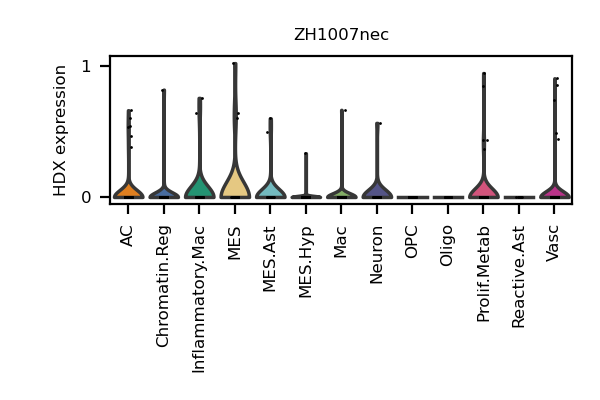 ZH1007nec
HDX expression
1
0
AC
Chromatin.Reg
Inflammatory.Mac
MES
MES.Ast
MES.Hyp
Mac
Neuron
OPC
Oligo
Prolif.Metab
Reactive.Ast
Vasc